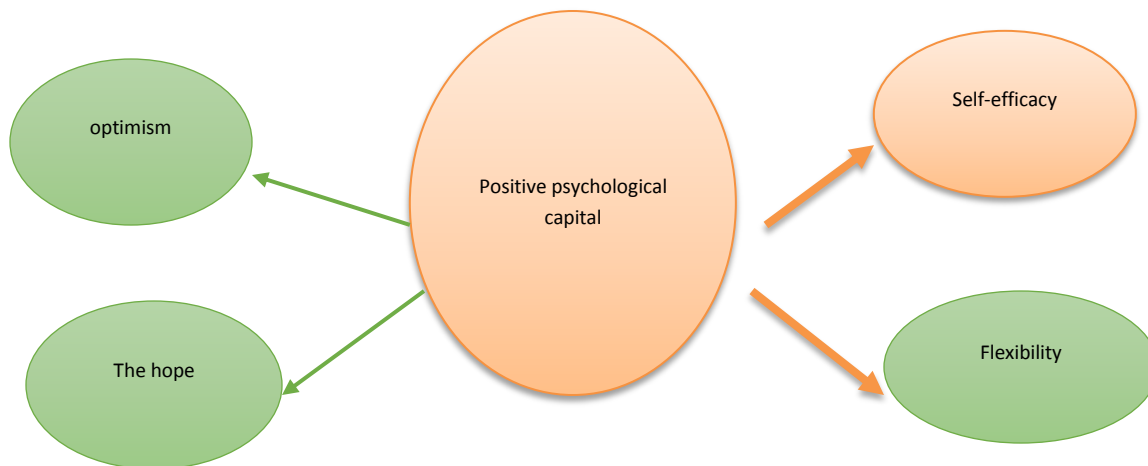 optimism
Self-efficacy
Positive psychological
capital
The hope
Flexibility